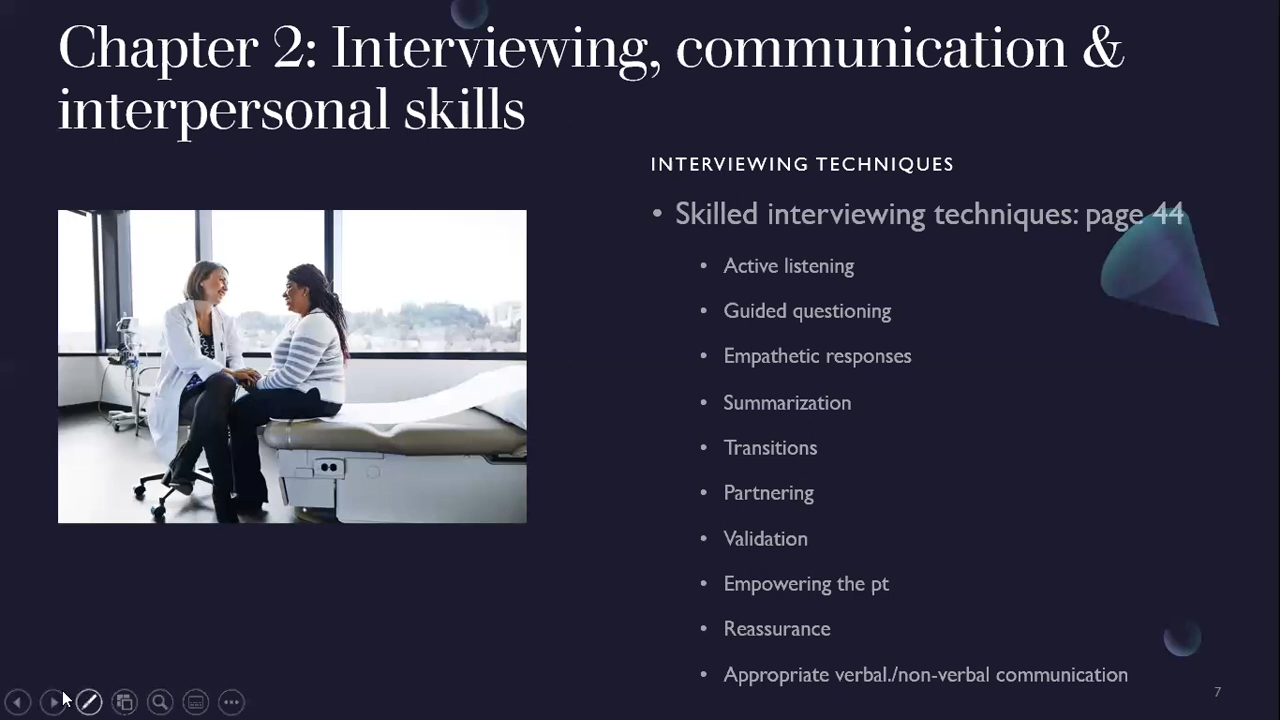 Chapter 2: Interviewing, communication &
interpersonal skills
INTERVIEWING TECHNIQUES
• Skilled interviewing techniques: page 44
• Active listening
• Guided questioning
• Empathetic responses
• Summarization
• Transitions
• Partnering
• Validation
• Empowering the pt
• Reassurance
• Appropriate verbal./non-verbal communication
7